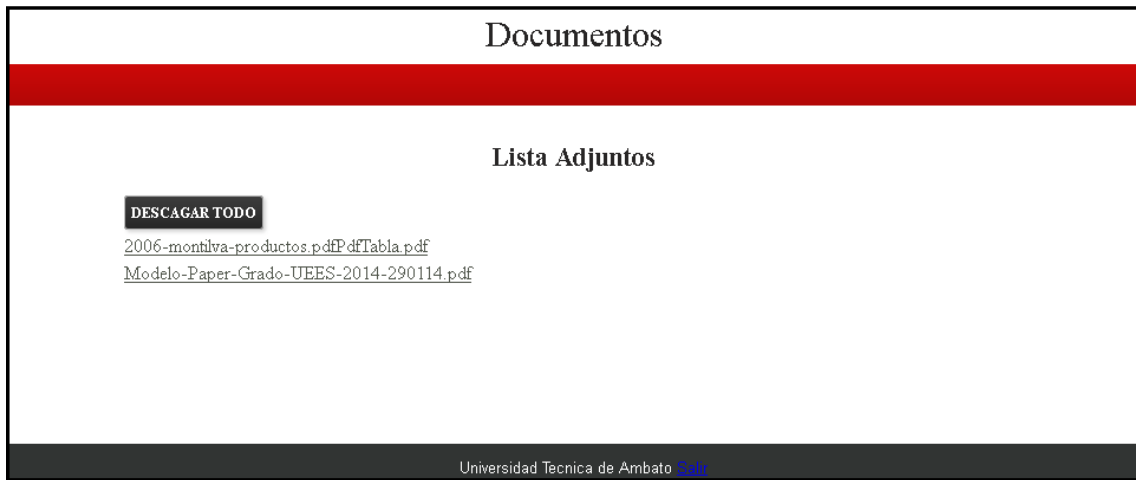 Documentos
Lista Adjuntos
DESCAGAR TODO
2006-montilva-productos.pdfPdfTabla.pdf
Modelo-Paper-Grado-UEES-2014-290114.pdf
Universidad Tecnica de Ambato Salir